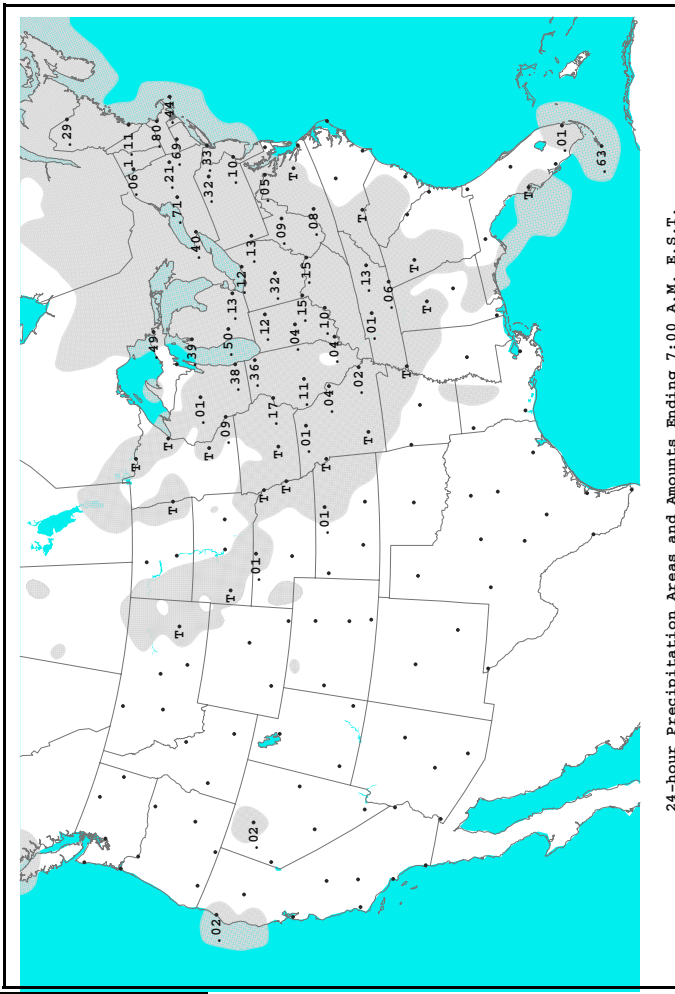 .29
1.11
.06
T
.49
.80
T
.21
.44
T
.69
.71
T
.39
.40
.01
.33
T
.32
.02
.09
.50
T
.13
.10
.38
.12
.13
.02
.36
.01
T
.12
.05
.17
.32
T
.09
T
T
.04
.15
.11
.01
.15
.08
.01
.10
T
.04
.04
.02
T
.13
T
.01
.06
T
T
T
T
.01
.63
24-hour Precipitation Areas and Amounts Ending 7:00 A.M. E.S.T.